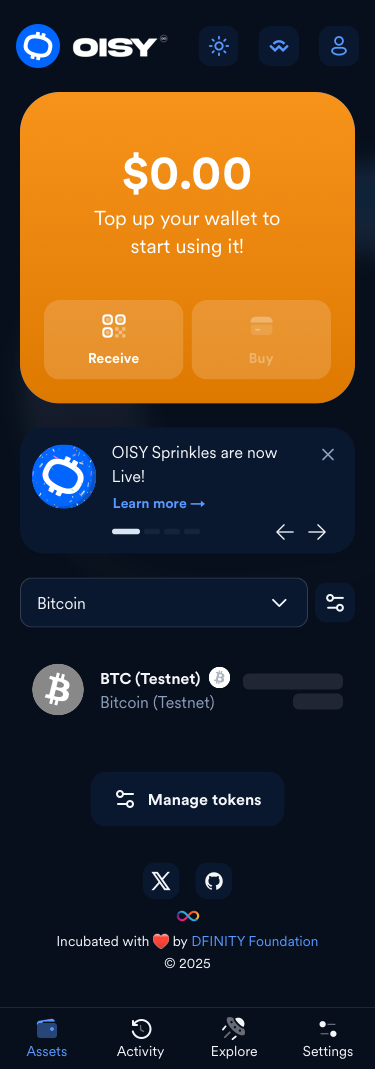 OISY
$0.00
Top up your wallet to
start using it!
Receive
Buy
OISY Sprinkles are now
Live!
Learn more →
Bitcoin
BTC (Testnet)
Bitcoin (Testnet)
Manage tokens
Incubated with ❤️ by DFINITY Foundation
© 2025
Assets
Activity
Explore
Settings